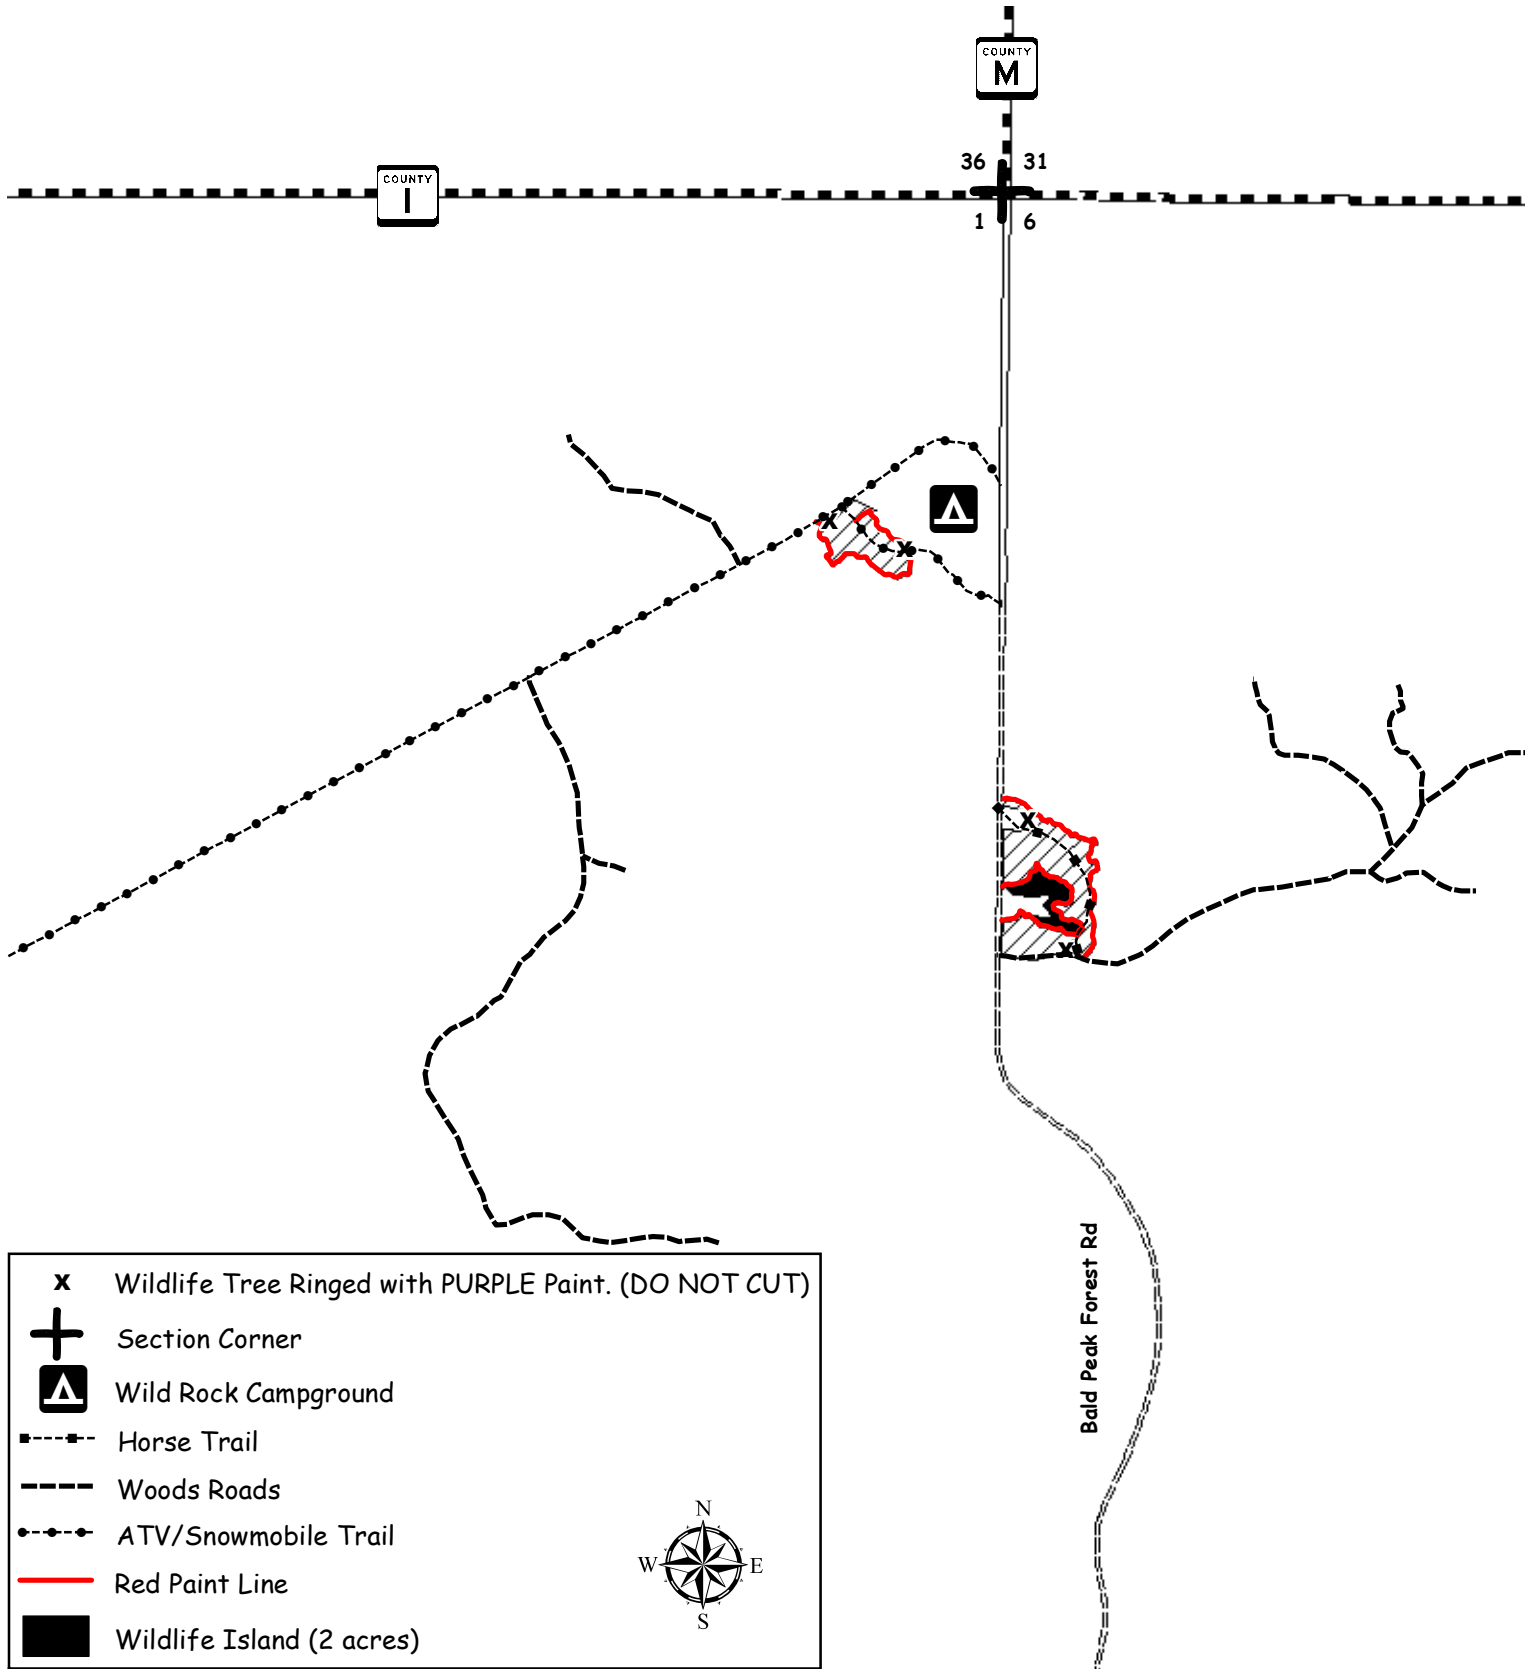 COUNTY
M
36 31
COUNTY
I
1 6
x
x
x
x
Bald Peak Forest Rd
x Wildlife Tree Ringed with PURPLE Paint. (DO NOT CUT)
Section Corner
Wild Rock Campground
Horse Trail
Woods Roads
ATV/Snowmobile Trail
Red Paint Line
Wildlife Island (2 acres)
N
W E
S